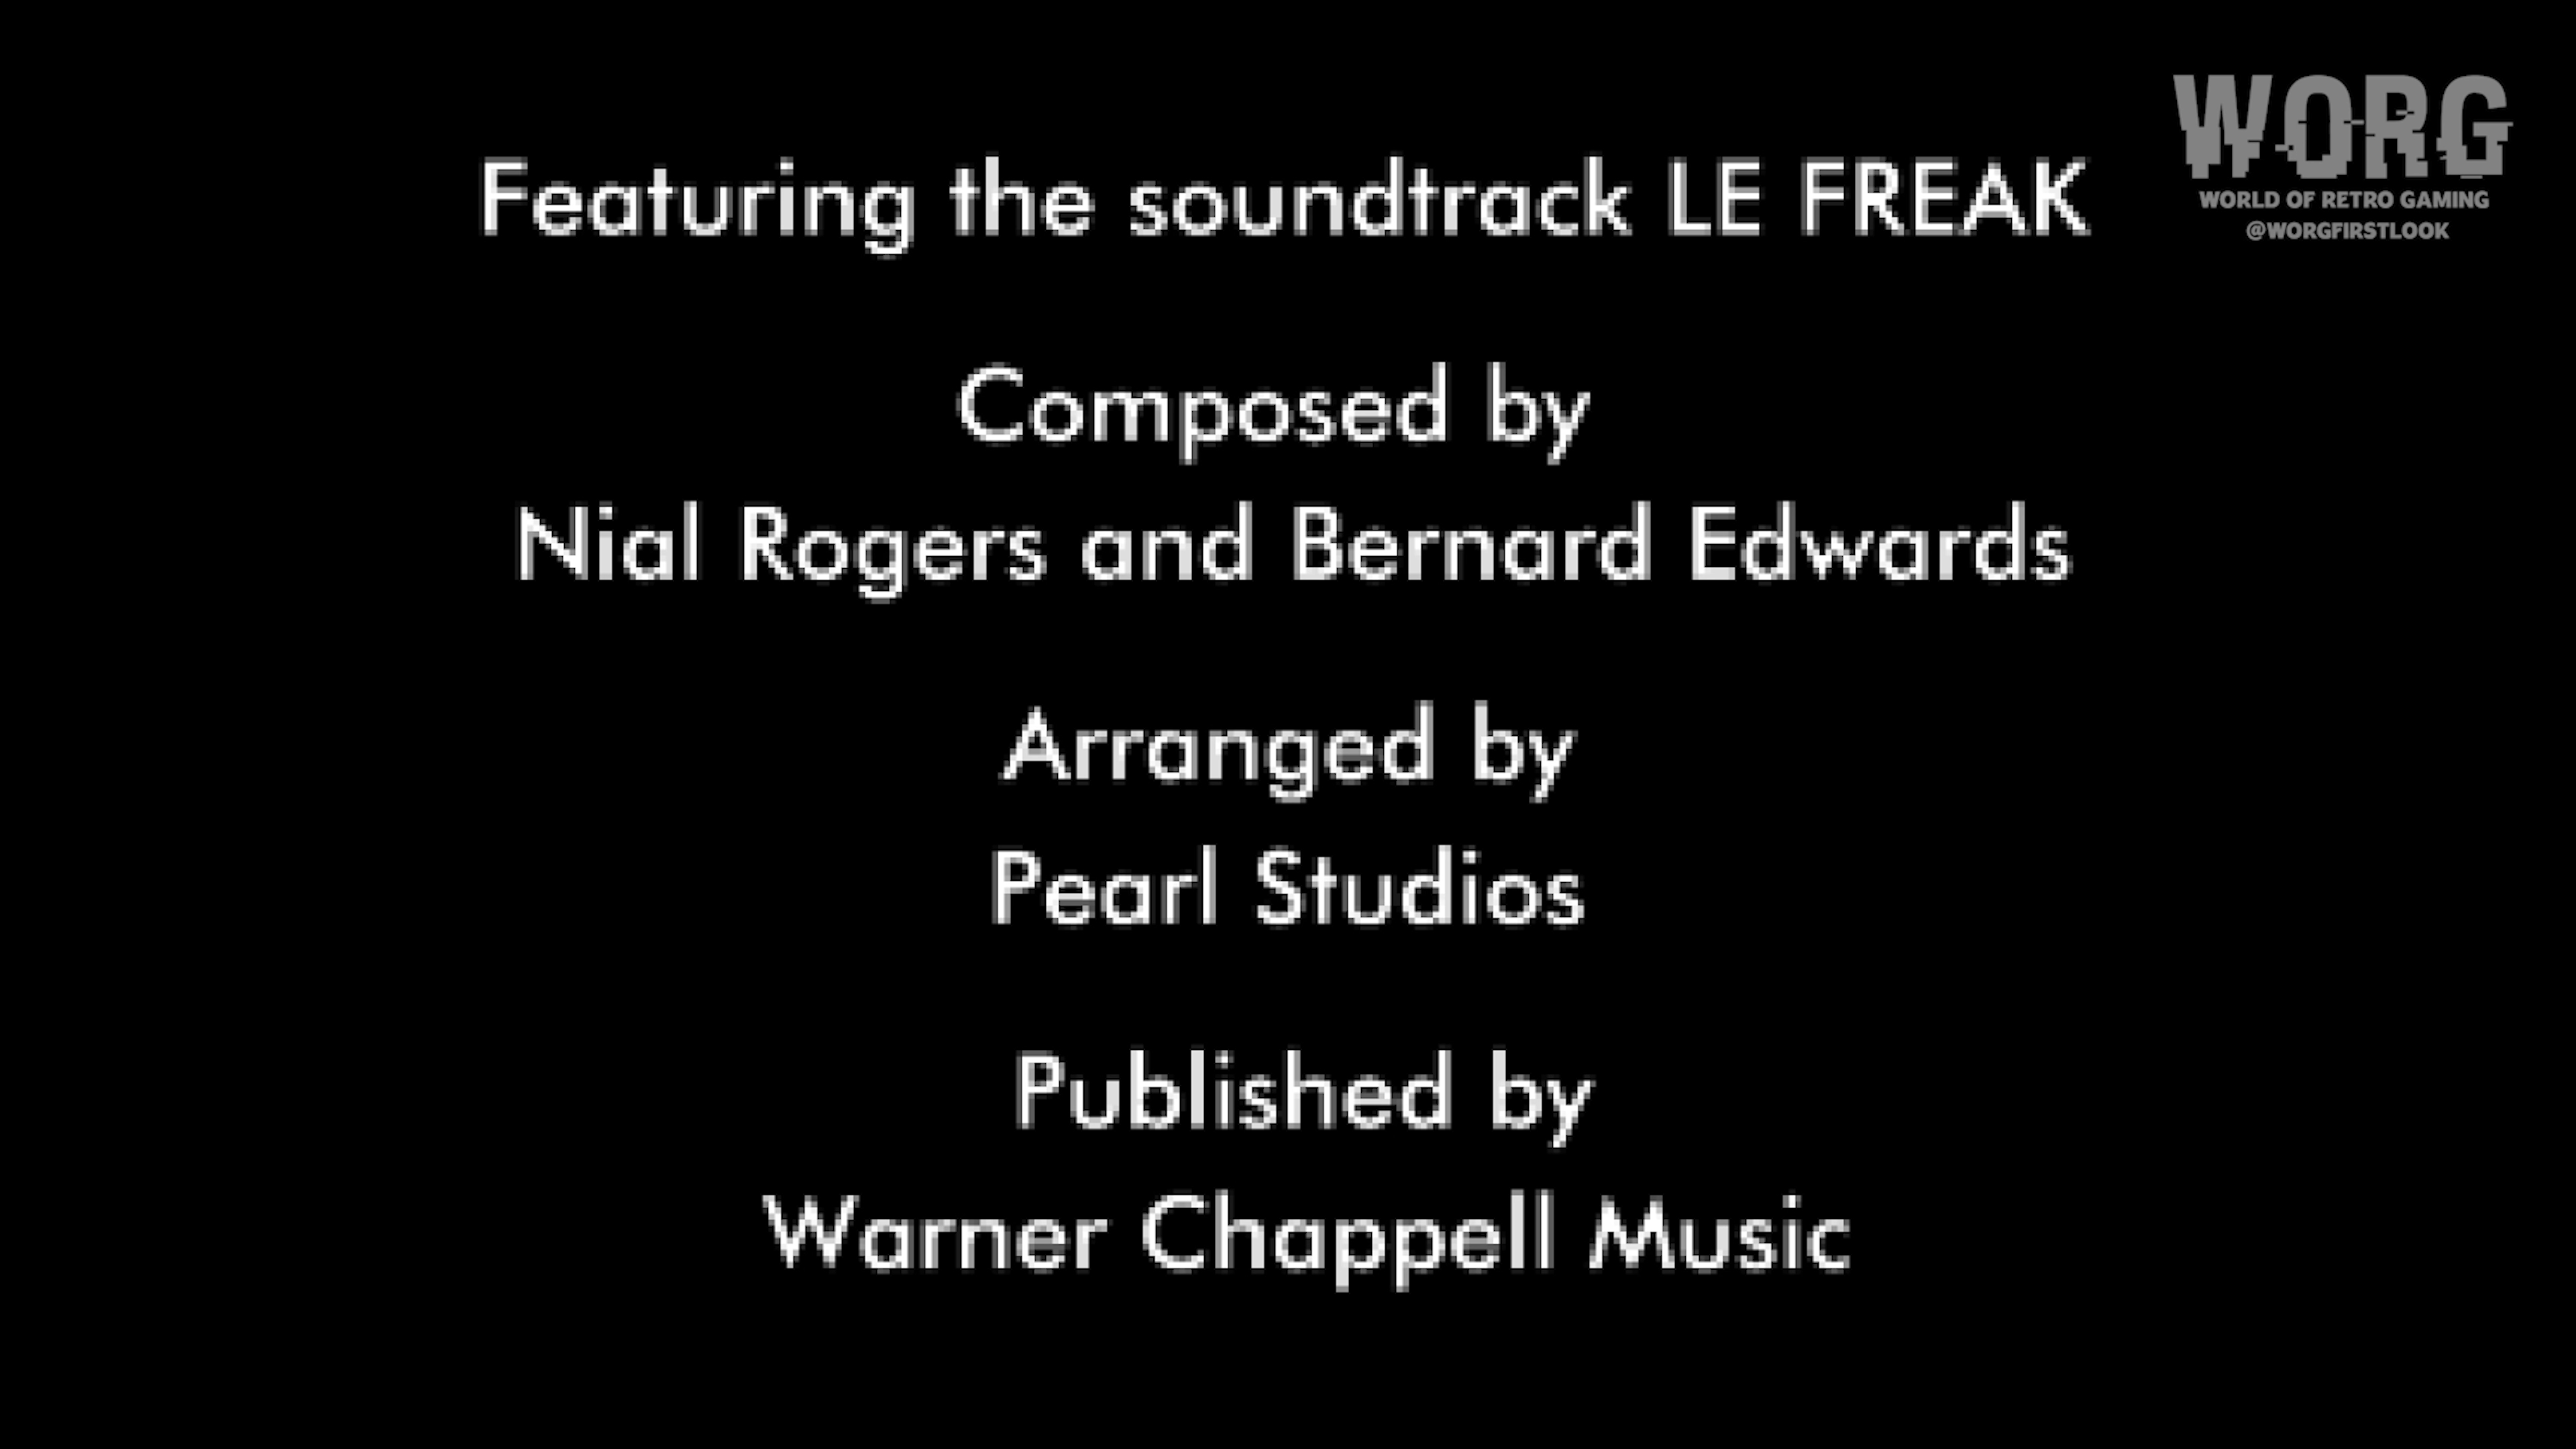 Featuring the soundtrack LE FREAK
Composed by
Nial Rogers and Bernard Edwards
Arranged by
Pearl Studios
Published by
Warner Chappell Music
WORG
WORLD OF RETRO GAMING
@WORGFIRSTLOOK